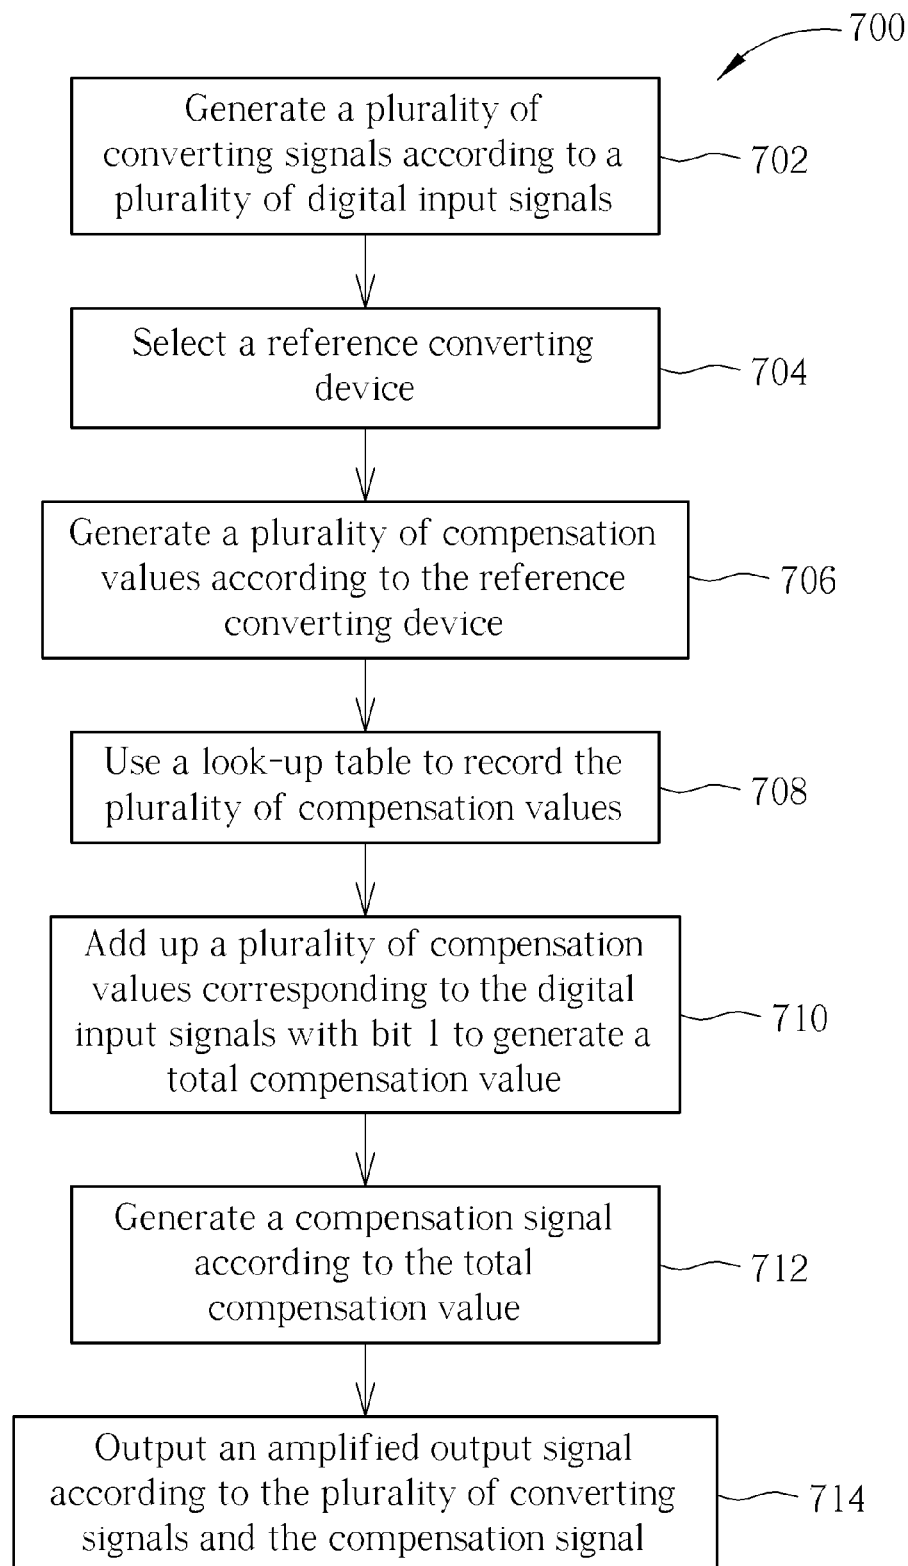 700
Generate a plurality of
converting signals according to a
plurality of digital input signals
702
Select a reference converting
device
704
Generate a plurality of compensation
values according to the reference
converting device
706
Use a look-up table to record the
plurality of compensation values
708
Add up a plurality of compensation
values corresponding to the digital
input signals with bit 1 to generate a
total compensation value
710
Generate a compensation signal
according to the total
compensation value
712
Output an amplified output signal
according to the plurality of converting
signals and the compensation signal
714